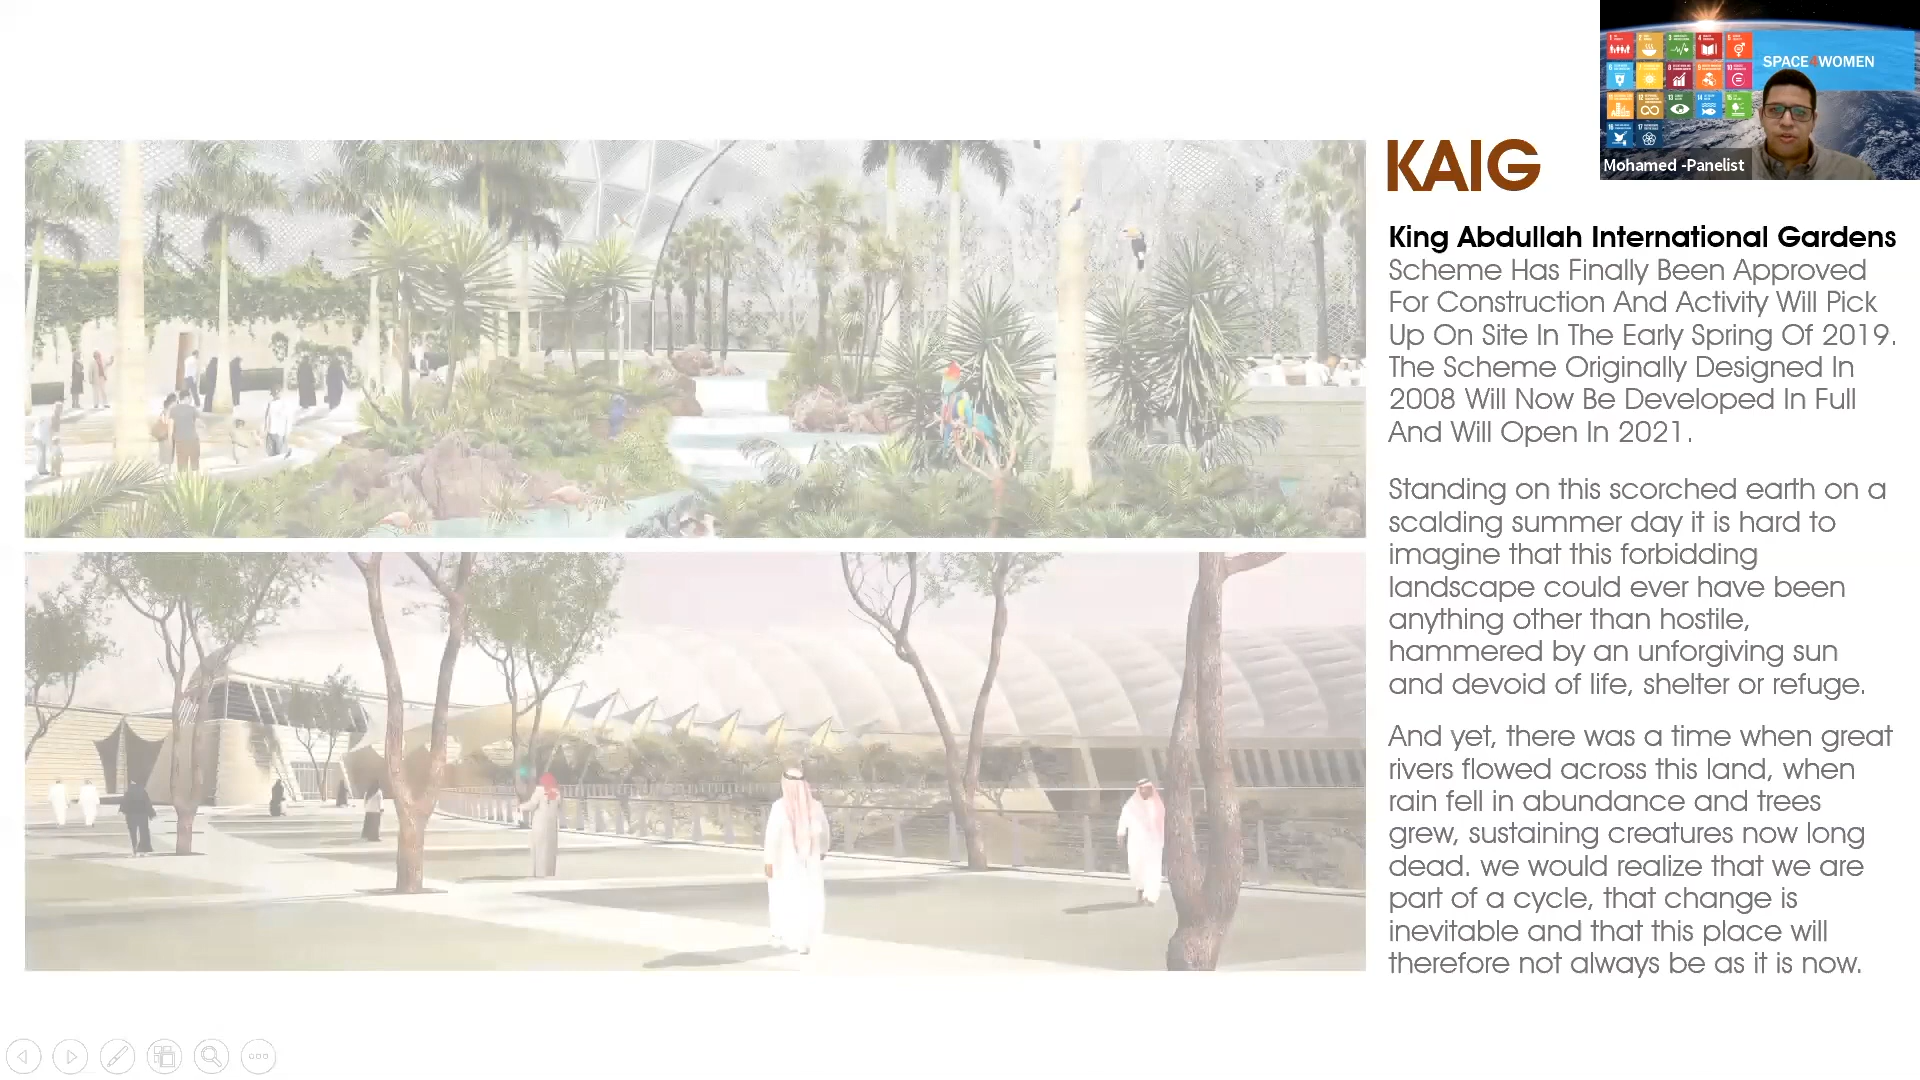 SPACE4WOMEN
Mohamed -Panelist
KAIG
King Abdullah International Gardens
Scheme Has Finally Been Approved
For Construction And Activity Will Pick
Up On Site In The Early Spring Of 2019.
The Scheme Originally Designed In
2008 Will Now Be Developed In Full
And Will Open In 2021.
Standing on this scorched earth on a
scalding summer day it is hard to
imagine that this forbidding
landscape could ever have been
anything other than hostile,
hammered by an unforgiving sun
and devoid of life, shelter or refuge.
And yet, there was a time when great
rivers flowed across this land, when
rain fell in abundance and trees
grew, sustaining creatures now long
dead. we would realize that we are
part of a cycle, that change is
inevitable and that this place will
therefore not always be as it is now.